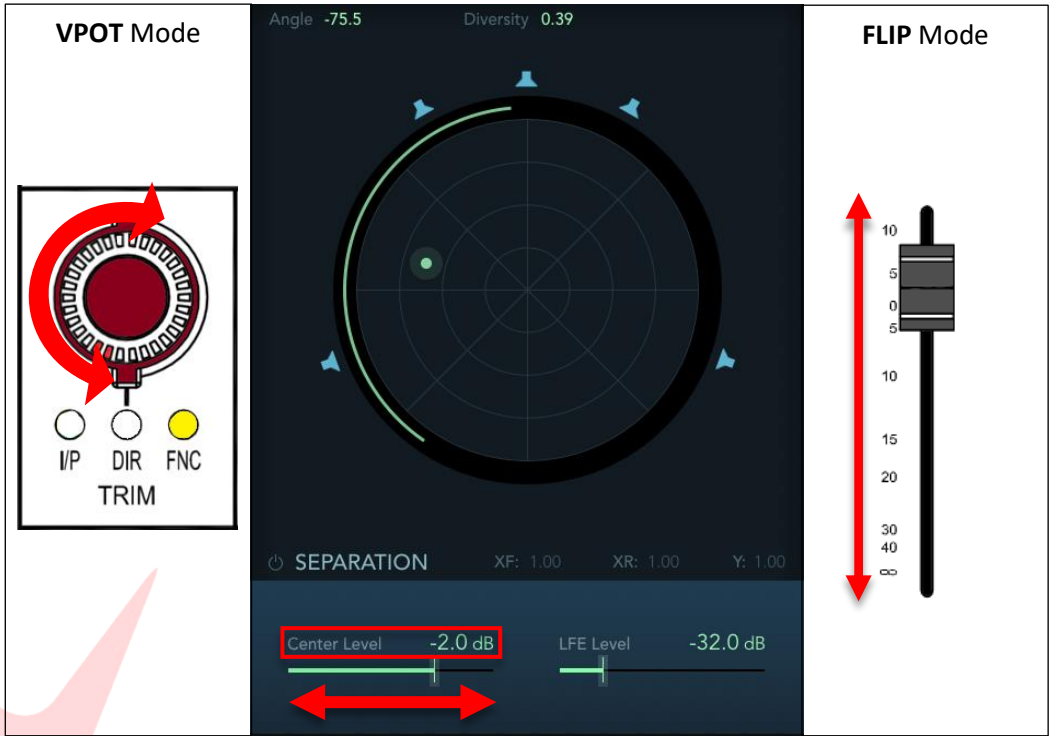 VPOT Mode
I/P DIR FNC
TRIM
Angle -75.5 Diversity 0.39
SEPARATION XF: 1.00 XR: 1.00 Y: 1.00
Center Level -2.0 dB LFE Level -32.0 dB
FLIP Mode
10
5
0
5
10
15
20
30
40
∞